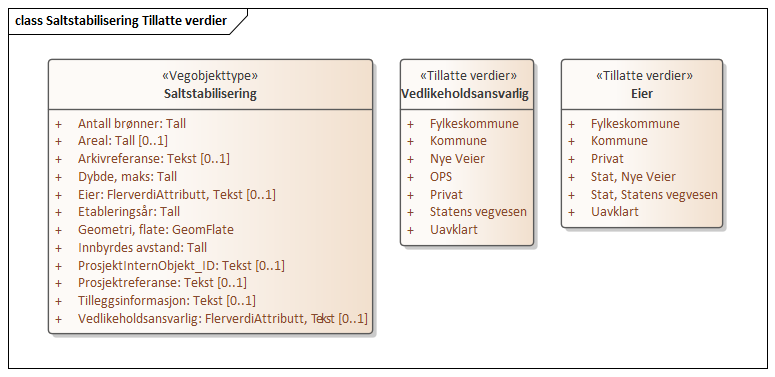 class Saltstabilisering Tillatte verdier
«Vegobjekttype»
Saltstabilisering
+ Antall brønner: Tall
+ Areal: Tall [0..1]
+ Arkivreferanse: Tekst [0..1]
+ Dybde, maks: Tall
+ Eier: FlerverdiAttributt, Tekst [0..1]
+ Etableringsår: Tall
+ Geometri, flate: GeomFlate
+ Innbyrdes avstand: Tall
+ ProsjektInternObjekt_ID: Tekst [0..1]
+ Prosjektreferanse: Tekst [0..1]
+ Tilleggsinformasjon: Tekst [0..1]
+ Vedlikeholdsansvarlig: FlerverdiAttributt, Tekst [0..1]
«Tillatte verdier»
Vedlikeholdsansvarlig
+ Fylkeskommune
+ Kommune
+ Nye Veier
+ OPS
+ Privat
+ Statens vegvesen
+ Uavklart
«Tillatte verdier»
Eier
+ Fylkeskommune
+ Kommune
+ Privat
+ Stat, Nye Veier
+ Stat, Statens vegvesen
+ Uavklart